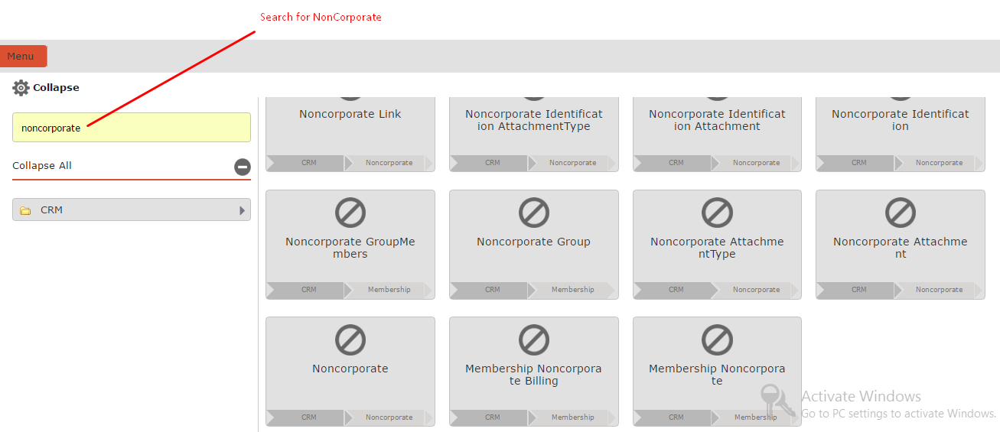 Search for NonCorporate
Menu
Collapse
noncorporate
Collapse All
CRM
Noncorporate Link
CRM
Noncorporate
Noncorporate Identificat
ion AttachmentType
CRM
Noncorporate
Noncorporate Identificat
ion Attachment
CRM
Noncorporate
Noncorporate Identificat
ion
CRM
Noncorporate
Noncorporate GroupMe
mbers
CRM
Membership
Noncorporate Group
CRM
Membership
Noncorporate Attachme
ntType
CRM
Noncorporate
Noncorporate Attachme
nt
CRM
Noncorporate
Noncorporate
CRM
Noncorporate
Membership Noncorpora
te Billing
CRM
Membership
Membership Noncorpora
te
CRM
Membership
Activate Windows
Go to PC settings to activate Windows.